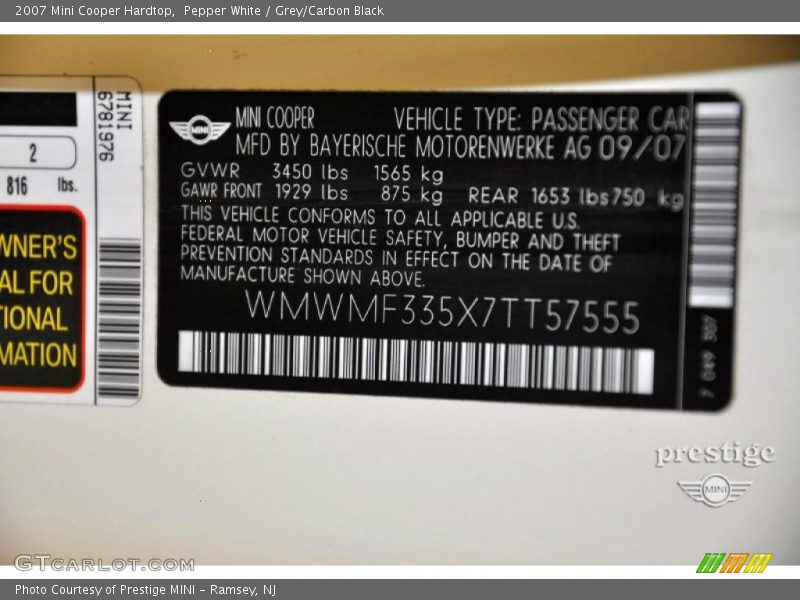 2007 Mini Cooper Hardtop,  Pepper White / Grey/Carbon Black
2
816 lbs.
WNER'S
AL FOR
TIONAL
MATION
MINI
6781976
MINI
MINI COOPER VEHICLE TYPE: PASSENGER CAR
MFD BY BAYERISCHE MOTORENWERKE AG 09/07
GVWR 3450 lbs 1565 kg
GAWR FRONT 1929 lbs 875 kg REAR 1653 lbs 750 kg
THIS VEHICLE CONFORMS TO ALL APPLICABLE U.S.
FEDERAL MOTOR VEHICLE SAFETY, BUMPER AND THEFT
PREVENTION STANDARDS IN EFFECT ON THE DATE OF
MANUFACTURE SHOWN ABOVE.
WMWMF335X7TT57555
prestige
MINI
GTcarlot.com
Photo Courtesy of Prestige MINI - Ramsey, NJ